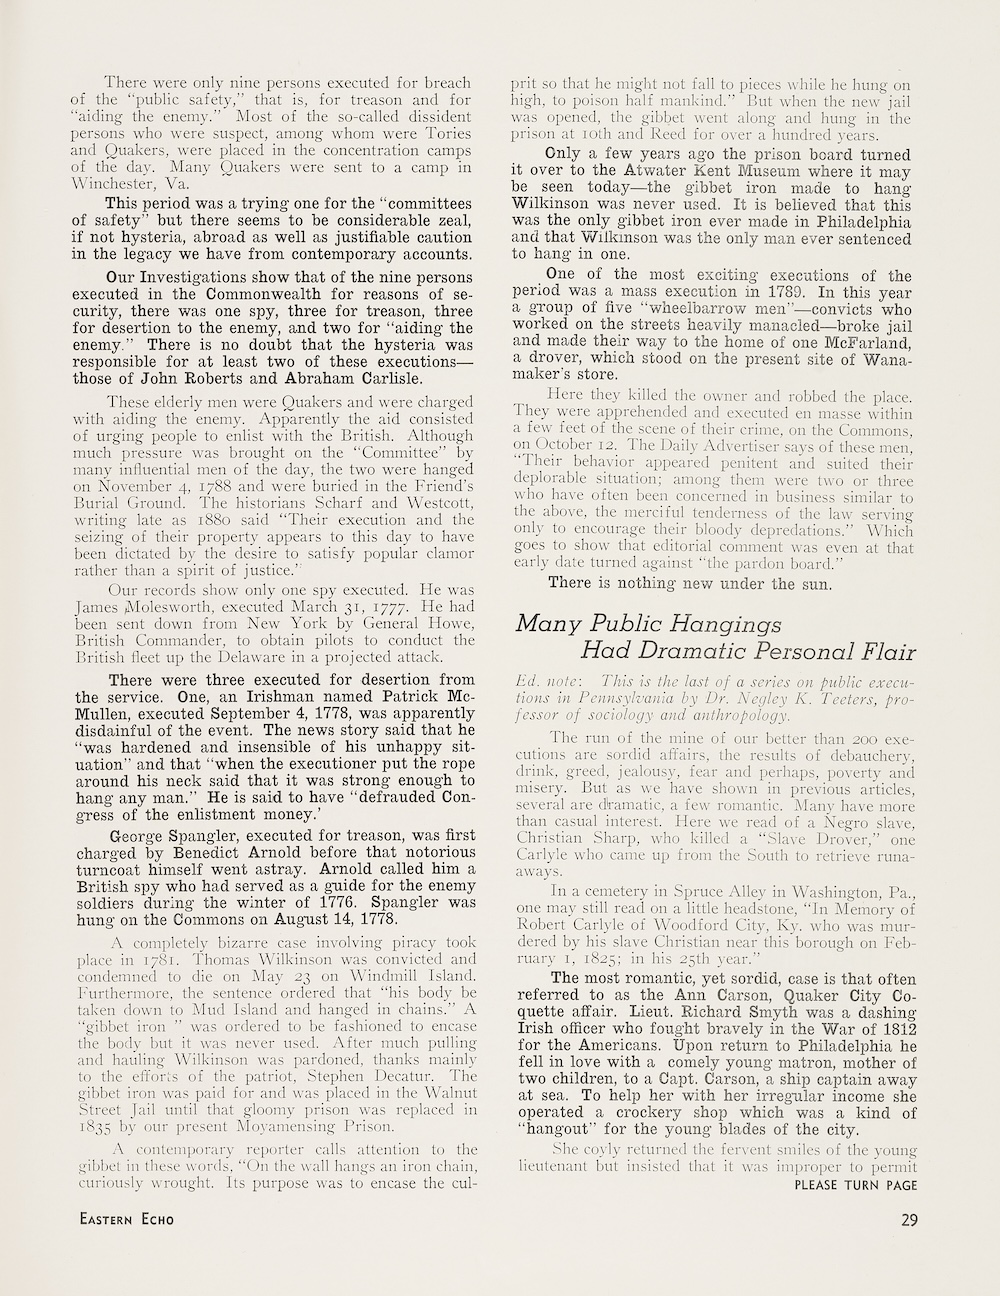 There were only nine persons executed for breach
of the "public safety," that is, for treason and for
"aiding the enemy." Most of the so-called dissident
persons who were suspect, among whom were Tories
and Quakers, were placed in the concentration camps
of the day. Many Quakers were sent to a camp in
Winchester, Va.
This period was a trying one for the "committees
of safety" but there seems to be considerable zeal,
if not hysteria, abroad as well as justifiable caution
in the legacy we have from contemporary accounts.
Our Investigations show that of the nine persons
executed in the Commonwealth for reasons of se-
curity, there was one spy, three for treason, three
for desertion to the enemy, and two for "aiding the
enemy." There is no doubt that the hysteria was
responsible for at least two of these executions—
those of John Roberts and Abraham Carlisle.
These elderly men were Quakers and were charged
with aiding the enemy. Apparently the aid consisted
of urging people to enlist with the British. Although
much pressure was brought on the "Committee" by
many influential men of the day, the two were hanged
on November 4, 1788 and were buried in the Friend's
Burial Ground. The historians Scharf and Westcott,
writing late as 1880 said "Their execution and the
seizing of their property appears to this day to have
been dictated by the desire to satisfy popular clamor
rather than a spirit of justice."
Our records show only one spy executed. He was
James Molesworth, executed March 31, 1777. He had
been sent down from New York by General Howe,
British Commander, to obtain pilots to conduct the
British fleet up the Delaware in a projected attack.
There were three executed for desertion from
the service. One, an Irishman named Patrick Mc-
Mullen, executed September 4, 1778, was apparently
disdainful of the event. The news story said that he
"was hardened and insensible of his unhappy sit-
uation" and that "when the executioner put the rope
around his neck said that it was strong enough to
hang any man." He is said to have "defrauded Con-
gress of the enlistment money.'
George Spangler, executed for treason, was first
charged by Benedict Arnold before that notorious
turncoat himself went astray. Arnold called him a
British spy who had served as a guide for the enemy
soldiers during the winter of 1776. Spangler was
hung on the Commons on August 14, 1778.
A completely bizarre case involving piracy took
place in 1781. Thomas Wilkinson was convicted and
condemned to die on May 23 on Windmill Island.
Furthermore, the sentence ordered that "his body be
taken down to Mud Island and hanged in chains." A
"gibbet iron " was ordered to be fashioned to encase
the body but it was never used. After much pulling
and hauling Wilkinson was pardoned, thanks mainly
to the efforts of the patriot, Stephen Decatur. The
gibbet iron was paid for and was placed in the Walnut
Street Jail until that gloomy prison was replaced in
1835 by our present Moyamensing Prison.
A contemporary reporter calls attention to the
gibbet in these words, "On the wall hangs an iron chain,
curiously wrought. Its purpose was to encase the cul-
prit so that he might not fall to pieces while he hung on
high, to poison half mankind." But when the new jail
was opened, the gibbet went along and hung in the
prison at 10th and Reed for over a hundred years.
Only a few years ago the prison board turned
it over to the Atwater Kent Museum where it may
be seen today—the gibbet iron made to hang
Wilkinson was never used. It is believed that this
was the only gibbet iron ever made in Philadelphia
and that Wilkinson was the only man ever sentenced
to hang in one.
One of the most exciting executions of the
period was a mass execution in 1789. In this year
a group of five "wheelbarrow men"—convicts who
worked on the streets heavily manacled—broke jail
and made their way to the home of one McFarland,
a drover, which stood on the present site of Wana-
maker's store.
Here they killed the owner and robbed the place.
They were apprehended and executed en masse within
a few feet of the scene of their crime, on the Commons,
on October 12. The Daily Advertiser says of these men,
"Their behavior appeared penitent and suited their
deplorable situation; among them were two or three
who have often been concerned in business similar to
the above, the merciful tenderness of the law serving
only to encourage their bloody depredations." Which
goes to show that editorial comment was even at that
early date turned against "the pardon board."
There is nothing new under the sun.
Many Public Hangings
Had Dramatic Personal Flair
Ed. note: This is the last of a series on public execu-
tions in Pennsylvania by Dr. Negley K. Teeters, pro-
fessor of sociology and anthropology.
The run of the mine of our better than 200 exe-
cutions are sordid affairs, the results of debauchery,
drink, greed, jealousy, fear and perhaps, poverty and
misery. But as we have shown in previous articles,
several are dramatic, a few romantic. Many have more
than casual interest. Here we read of a Negro slave,
Christian Sharp, who killed a "Slave Drover," one
Carlyle who came up from the South to retrieve runa-
aways.
In a cemetery in Spruce Alley in Washington, Pa.,
one may still read on a little headstone, "In Memory of
Robert Carlyle of Woodford City, Ky. who was mur-
dered by his slave Christian near this borough on Feb-
ruary 1, 1825; in his 25th year."
The most romantic, yet sordid, case is that often
referred to as the Ann Carson, Quaker City Co-
quette affair. Lieut. Richard Smyth was a dashing
Irish officer who fought bravely in the War of 1812
for the Americans. Upon return to Philadelphia he
fell in love with a comely young matron, mother of
two children, to a Capt. Carson, a ship captain away
at sea. To help her with her irregular income she
operated a crockery shop which was a kind of
"hangout" for the young blades of the city.
She coyly returned the fervent smiles of the young
lieutenant but insisted that it was improper to permit
PLEASE TURN PAGE
EASTERN ECHO
29